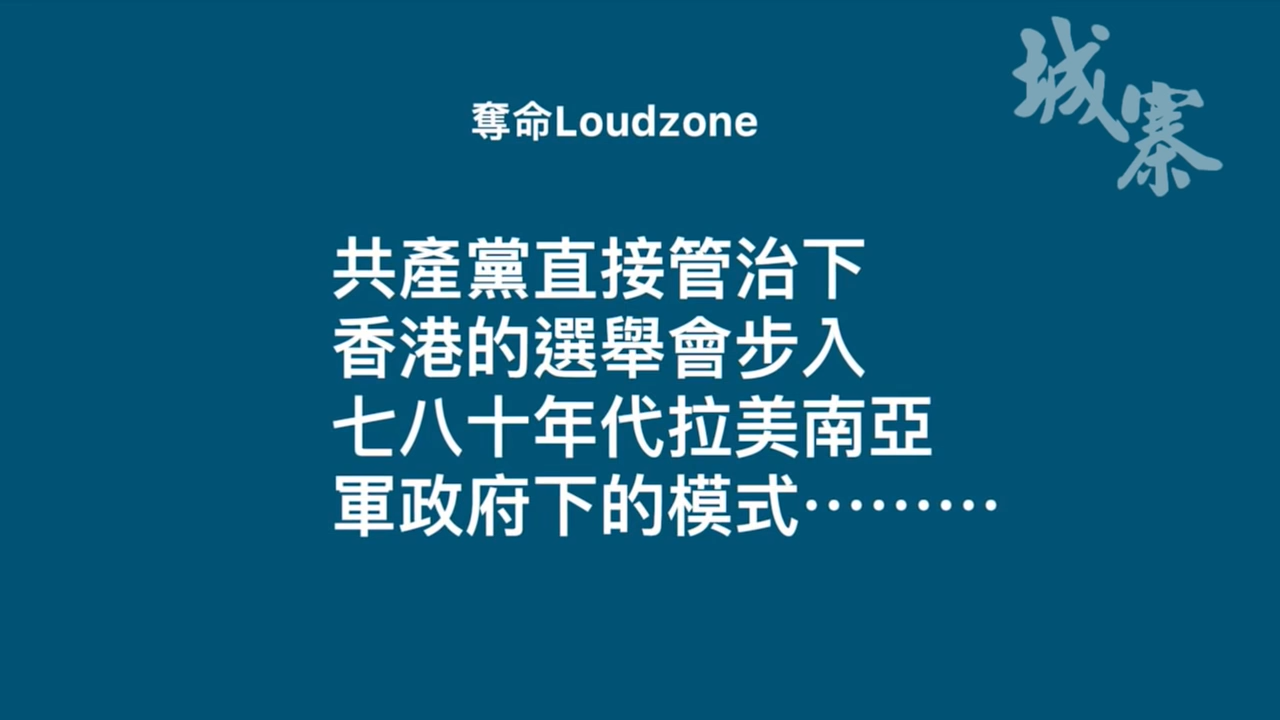 城寨
奪命Loudzone
共產黨直接管治下
香港的選舉會步入
七八十年代拉美南亞
軍政府下的模式………